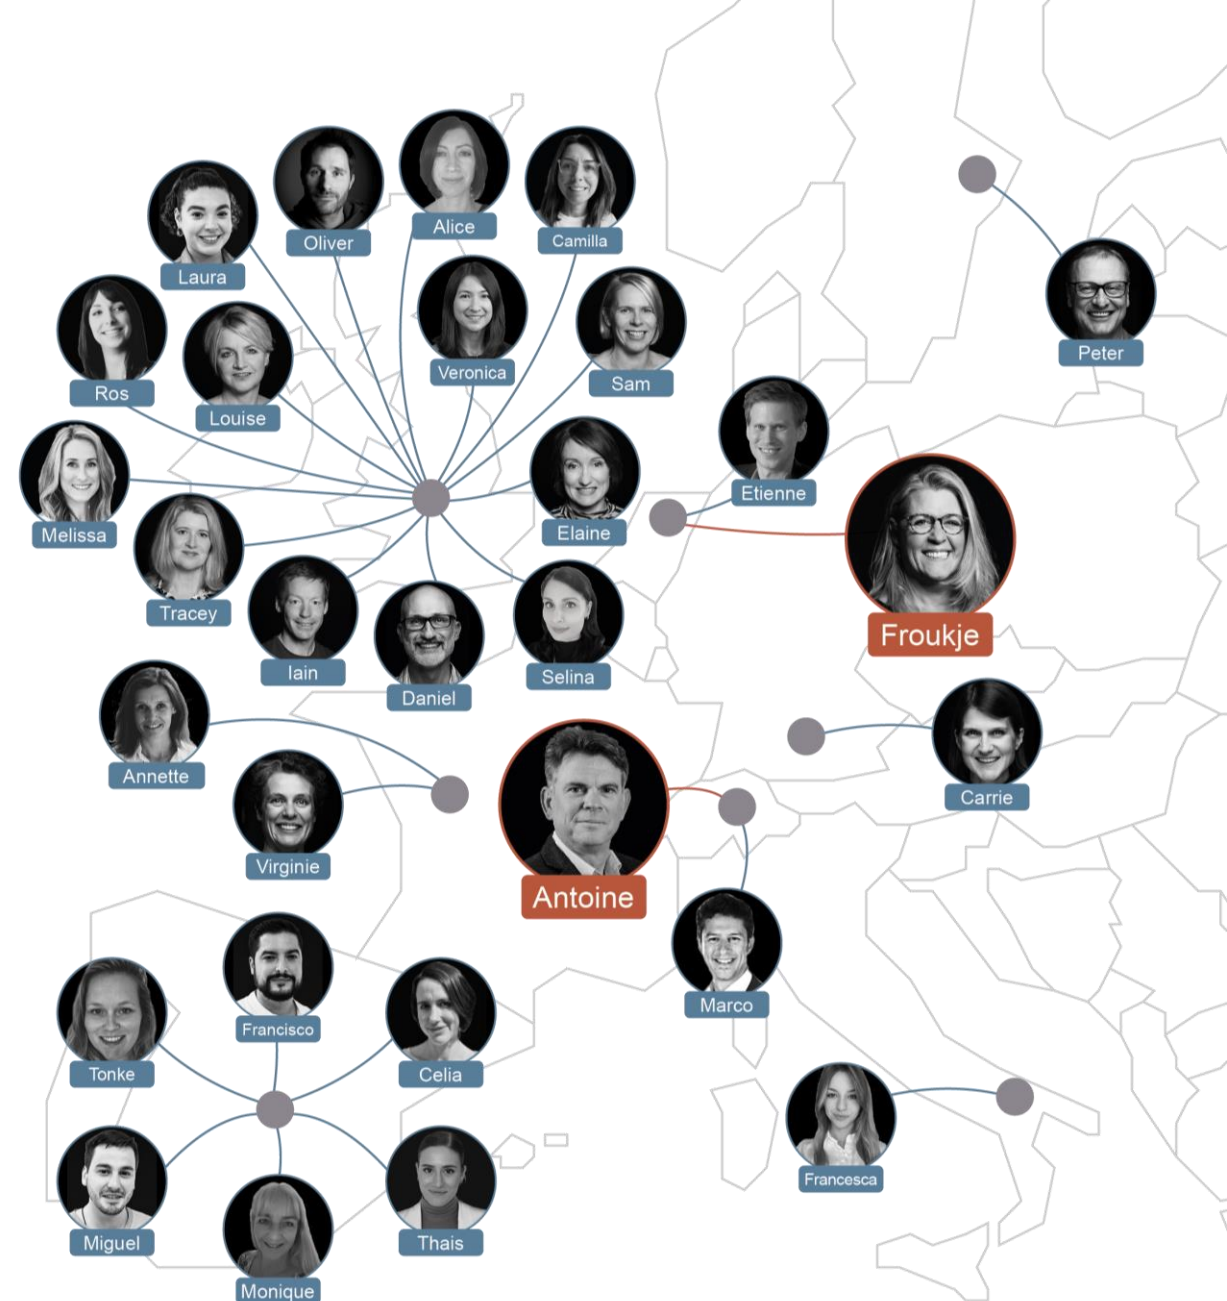 Alice
Camilla
Oliver
Laura
Peter
Veronica
Sam
Ros
Louise
Etienne
Elaine
Melissa
Tracey
Froukje
Iain
Selina
Daniel
Annette
Carrie
Virginie
Antoine
Marco
Francisco
Tonke
Celia
Francesca
Miguel
Thais
Monique